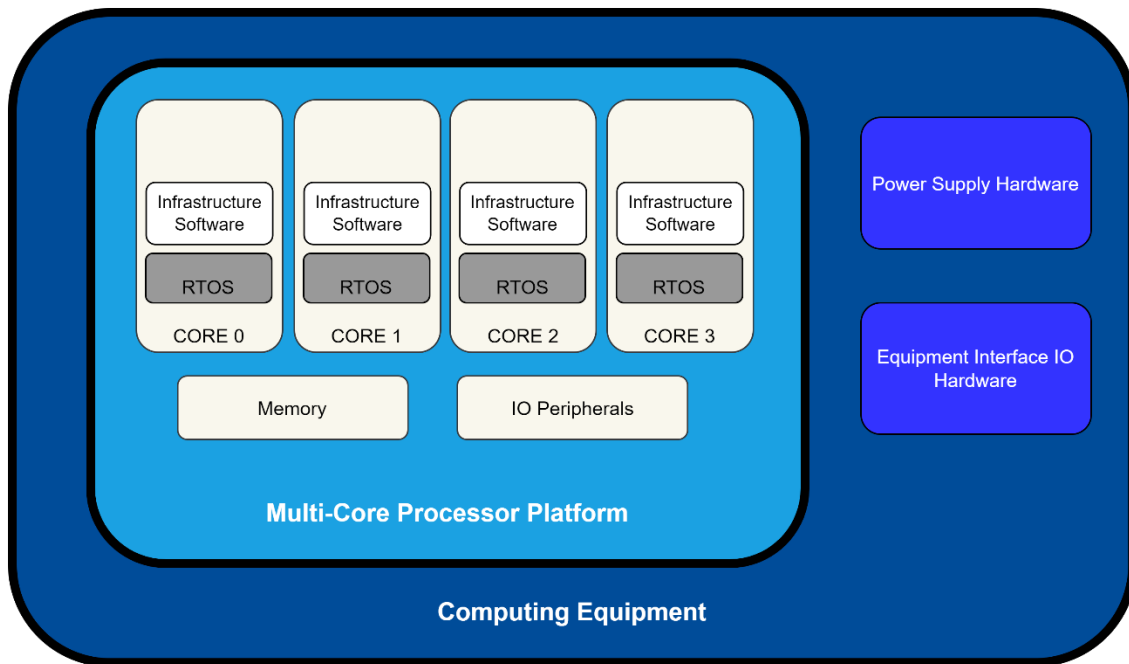 Infrastructure
Software
RTOS
CORE 0
Infrastructure
Software
RTOS
CORE 1
Infrastructure
Software
RTOS
CORE 2
Infrastructure
Software
RTOS
CORE 3
Memory
IO Peripherals
Multi-Core Processor Platform
Power Supply Hardware
Equipment Interface IO
Hardware
Computing Equipment